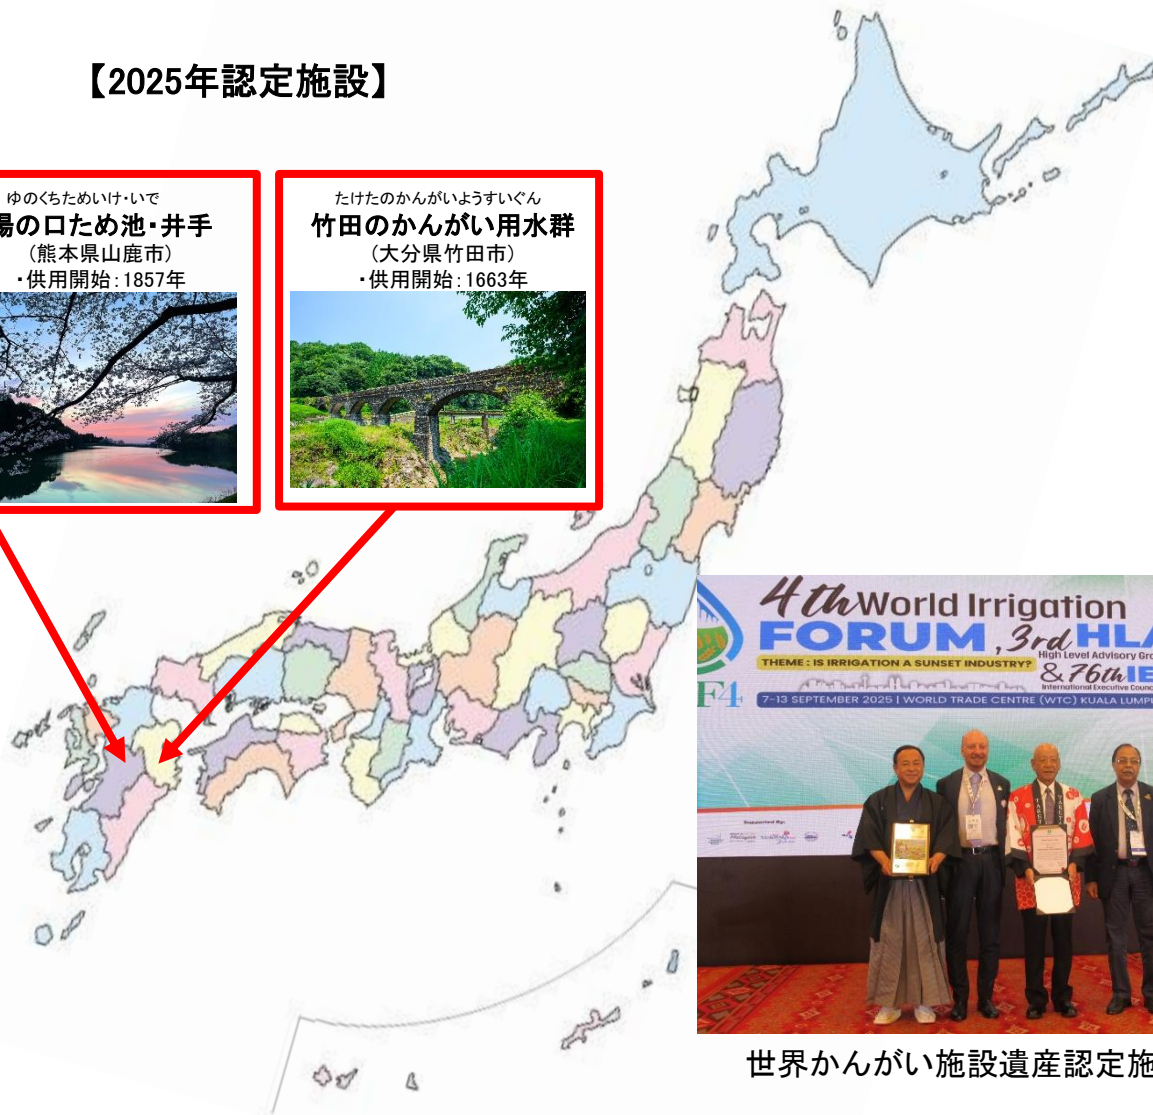 【2025年認定施設】
ゆのくちためいけ・いで
湯の口ため池・井手
(熊本県山鹿市)
・供用開始：1857年
たけたのかんがいようすいぐん
竹田のかんがい用水群
(大分県竹田市)
・供用開始：1663年
4th World Irrigation
FORUM, 3rd HLA
High Level Advisory Gro
THEME : IS IRRIGATION A SUNSET INDUSTRY?
& 76th IE
International Executive Counc
F4
7-13 SEPTEMBER 2025 | WORLD TRADE CENTRE (WTC) KUALA LUMP
Supported By:
世界かんがい施設遺産認定施